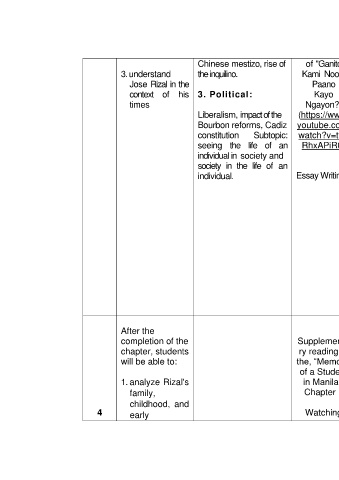 3. understand
Jose Rizal in the
context of his
times
Chinese mestizo, rise of
the inquilino.
3. Political:
Liberalism, impact of the
Bourbon reforms, Cadiz
constitution Subtopic:
seeing the life of an
individual in society and
society in the life of an
individual.
of “Ganito
Kami Noo
Paano
Kayo
Ngayon?
(https://ww
youtube.co
watch?v=t
RhxAPiR
Essay Writin
4
After the
completion of the
chapter, students
will be able to:
1. analyze Rizal's
family,
childhood, and
early
Supplemen
ry reading
the, “Memo
of a Stude
in Manila
Chapter
Watching